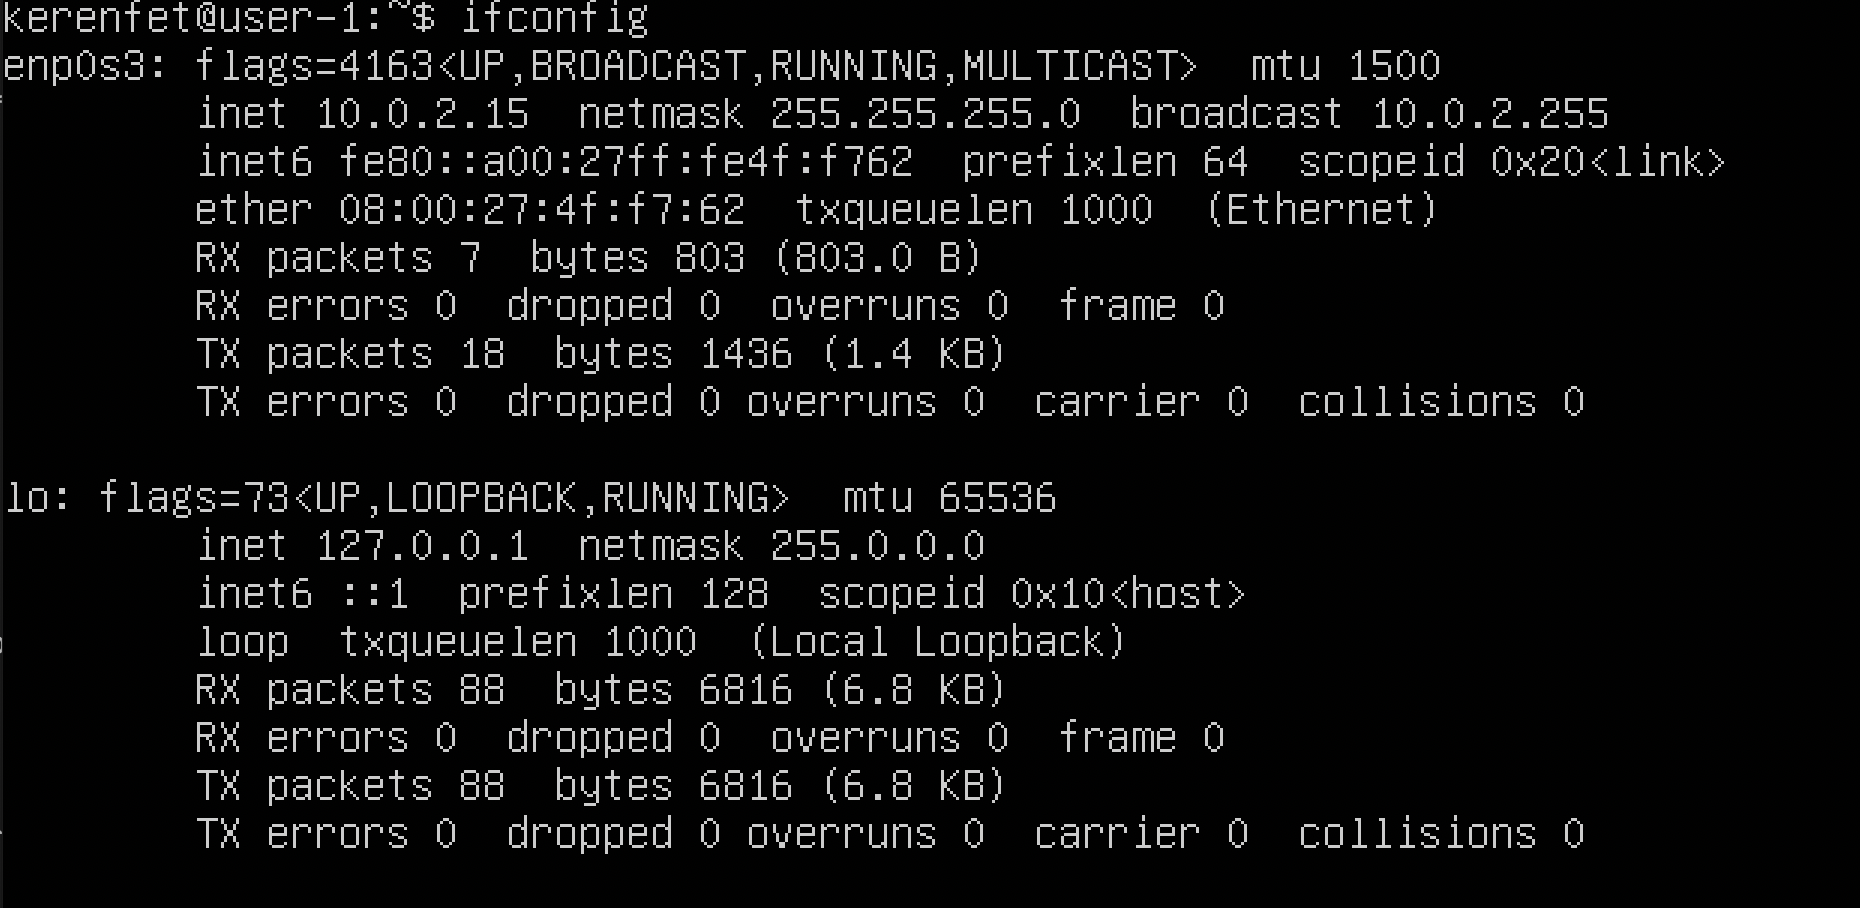 kerenfet@user-1:~$ ifconfig
enp0s3: flags=4163<UP,BROADCAST,RUNNING,MULTICAST>  mtu 1500
        inet 10.0.2.15  netmask 255.255.255.0  broadcast 10.0.2.255
        inet6 fe80::a00:27ff:fe4f:f762  prefixlen 64  scopeid 0x20<link>
        ether 08:00:27:4f:f7:62  txqueuelen 1000  (Ethernet)
        RX packets 7  bytes 803 (803.0 B)
        RX errors 0  dropped 0  overruns 0  frame 0
        TX packets 18  bytes 1436 (1.4 KB)
        TX errors 0  dropped 0 overruns 0  carrier 0  collisions 0

lo: flags=73<UP,LOOPBACK,RUNNING>  mtu 65536
        inet 127.0.0.1  netmask 255.0.0.0
        inet6 ::1  prefixlen 128  scopeid 0x10<host>
        loop  txqueuelen 1000  (Local Loopback)
        RX packets 88  bytes 6816 (6.8 KB)
        RX errors 0  dropped 0  overruns 0  frame 0
        TX packets 88  bytes 6816 (6.8 KB)
        TX errors 0  dropped 0 overruns 0  carrier 0  collisions 0